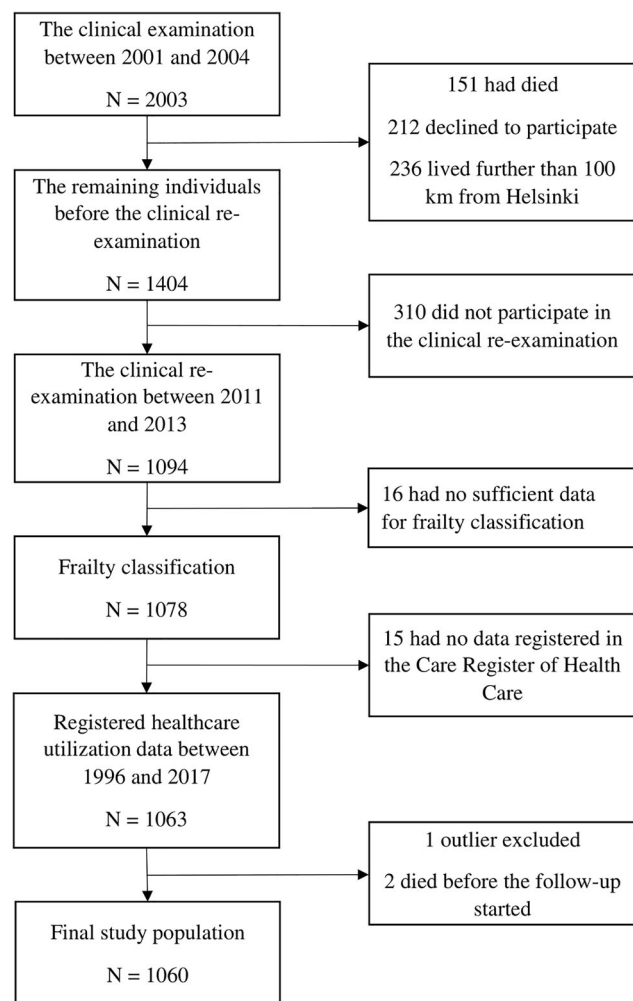 The clinical examination
between 2001 and 2004
N = 2003
151 had died
212 declined to participate
236 lived further than 100
km from Helsinki
The remaining individuals
before the clinical re-
examination
N = 1404
310 did not participate in
the clinical re-examination
The clinical re-
examination between 2011
and 2013
N = 1094
16 had no sufficient data
for frailty classification
Frailty classification
N = 1078
15 had no data registered in
the Care Register of Health
Care
Registered healthcare
utilization data between
1996 and 2017
N = 1063
1 outlier excluded
2 died before the follow-up
started
Final study population
N = 1060